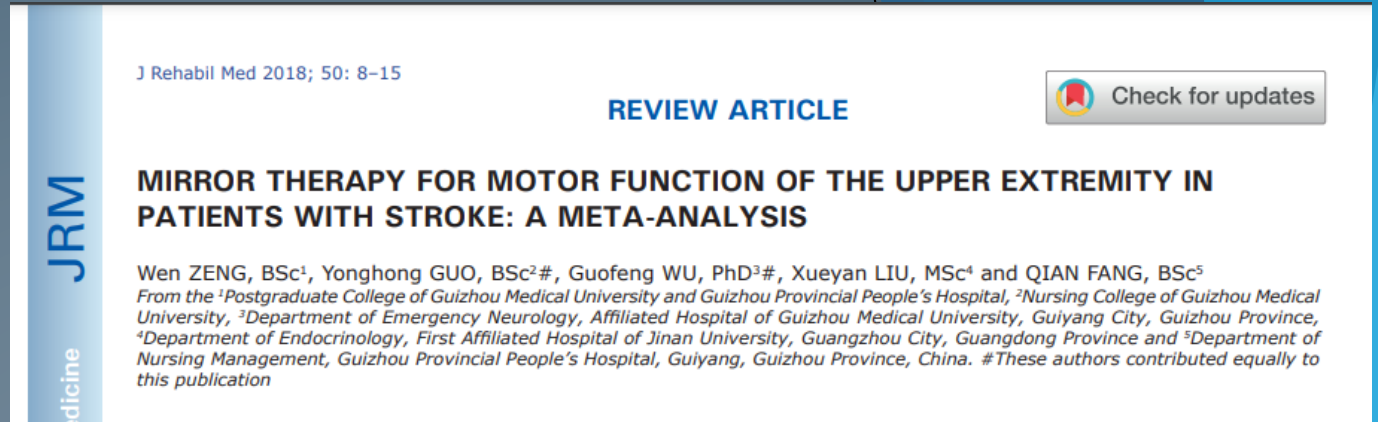 J Rehabil Med 2018; 50: 8–15
REVIEW ARTICLE
Check for updates
JRM
MIRROR THERAPY FOR MOTOR FUNCTION OF THE UPPER EXTREMITY IN
PATIENTS WITH STROKE: A META-ANALYSIS
Wen ZENG, BSc¹, Yonghong GUO, BSc²#, Guofeng WU, PhD³#, Xueyan LIU, MSc⁴ and QIAN FANG, BSc⁵
From the ¹Postgraduate College of Guizhou Medical University and Guizhou Provincial People's Hospital, ²Nursing College of Guizhou Medical
University, ³Department of Emergency Neurology, Affiliated Hospital of Guizhou Medical University, Guiyang City, Guizhou Province,
⁴Department of Endocrinology, First Affiliated Hospital of Jinan University, Guangzhou City, Guangdong Province and ⁵Department of
Nursing Management, Guizhou Provincial People's Hospital, Guiyang, Guizhou Province, China. #These authors contributed equally to
this publication